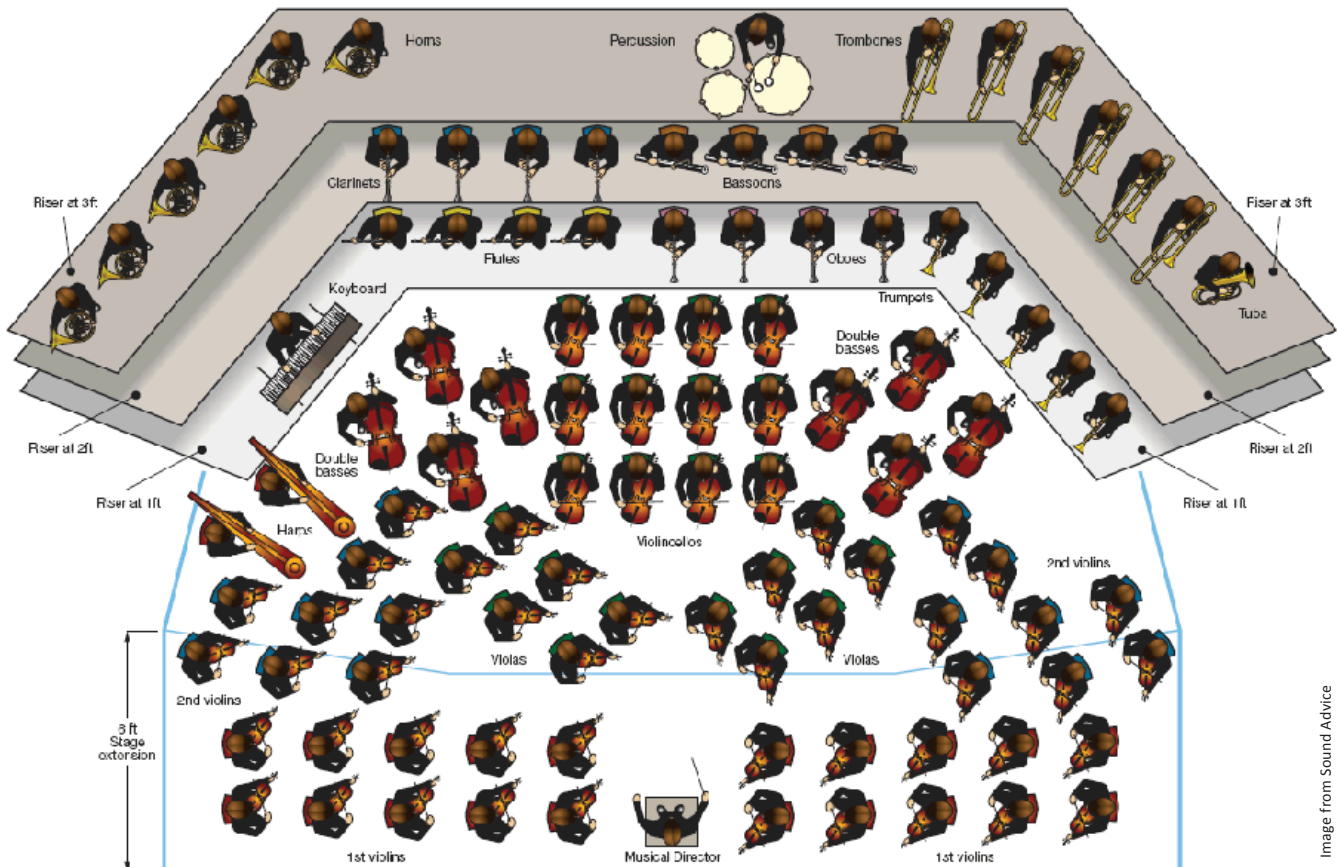 Horns
Percussion
Trombones
Clarinets
Bassoons
Riser at 3ft
Riser at 3ft
Flutes
Oboes
Keyboard
Trumpets
Tuba
Double
basses
Riser at 2ft
Double
basses
Riser at 2ft
Riser at 1ft
Riser at 1ft
Harps
Violincellos
2nd violins
Violas
Violas
2nd violins
6 ft
Stage
extension
1st violins
Musical Director
1st violins
Image from Sound Advice